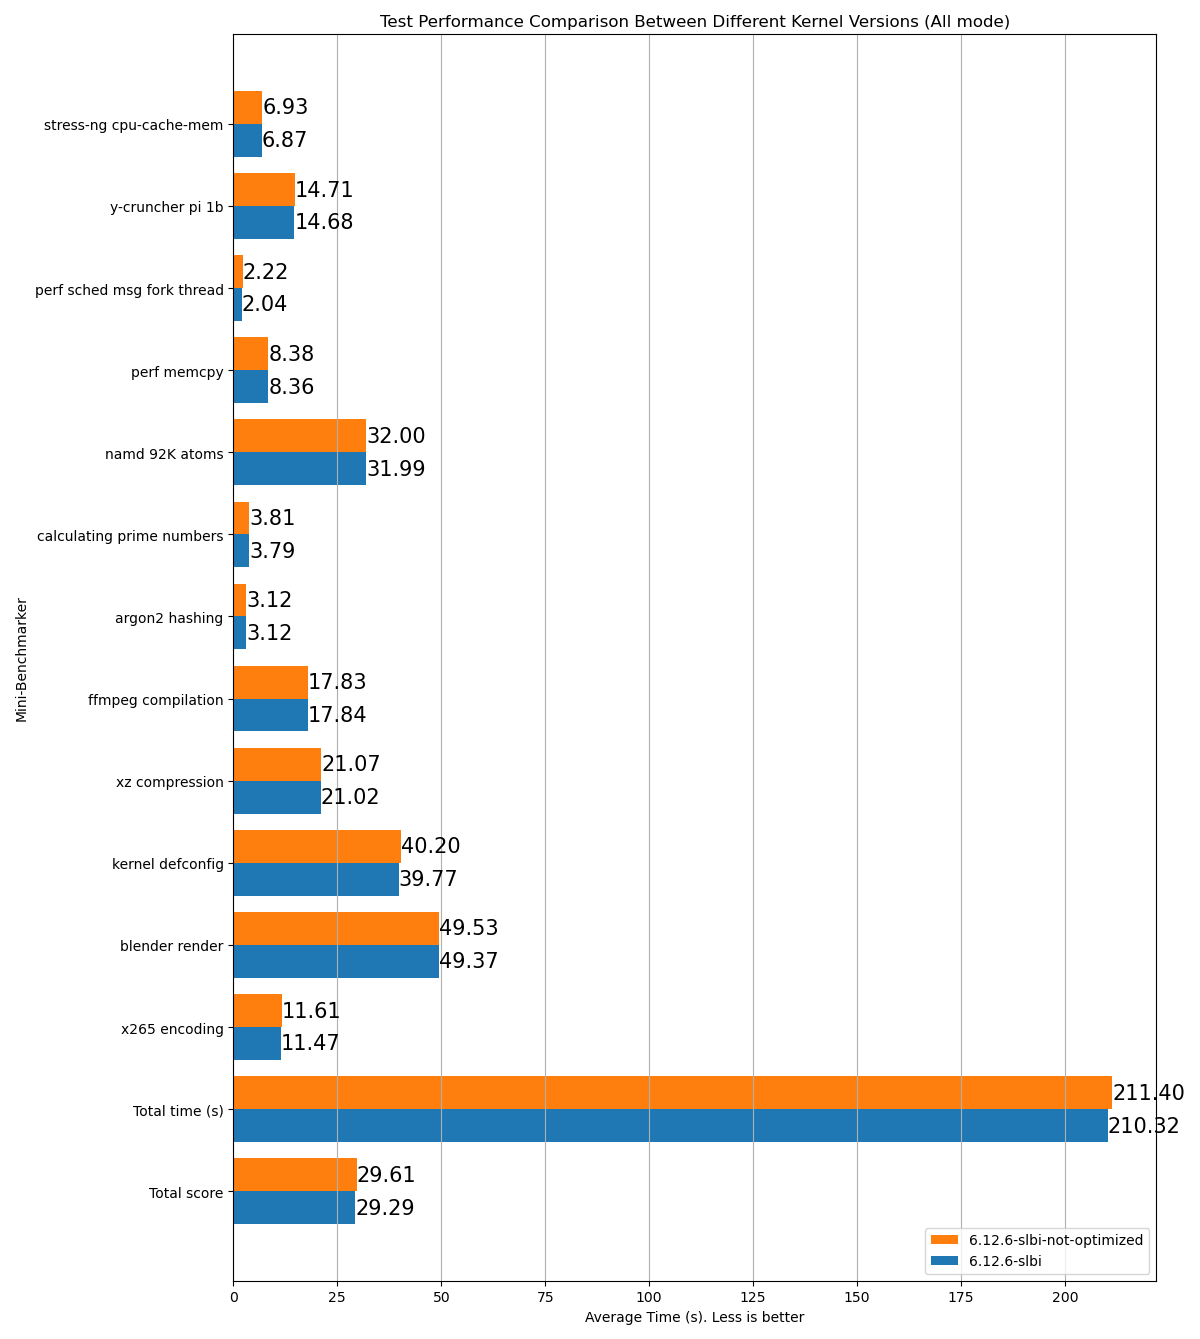 Test Performance Comparison Between Different Kernel Versions (All mode)
stress-ng cpu-cache-mem
6.93
6.87
y-cruncher pi 1b
14.71
14.68
perf sched msg fork thread
2.22
2.04
perf memcpy
8.38
8.36
namd 92K atoms
32.00
31.99
calculating prime numbers
3.81
3.79
argon2 hashing
3.12
3.12
ffmpeg compilation
17.83
17.84
xz compression
21.07
21.02
kernel defconfig
40.20
39.77
blender render
49.53
49.37
x265 encoding
11.61
11.47
Total time (s)
211.40
210.32
Total score
29.61
29.29
Mini-Benchmarker
6.12.6-slbi-not-optimized
6.12.6-slbi
0 25 50 75 100 125 150 175 200
Average Time (s). Less is better